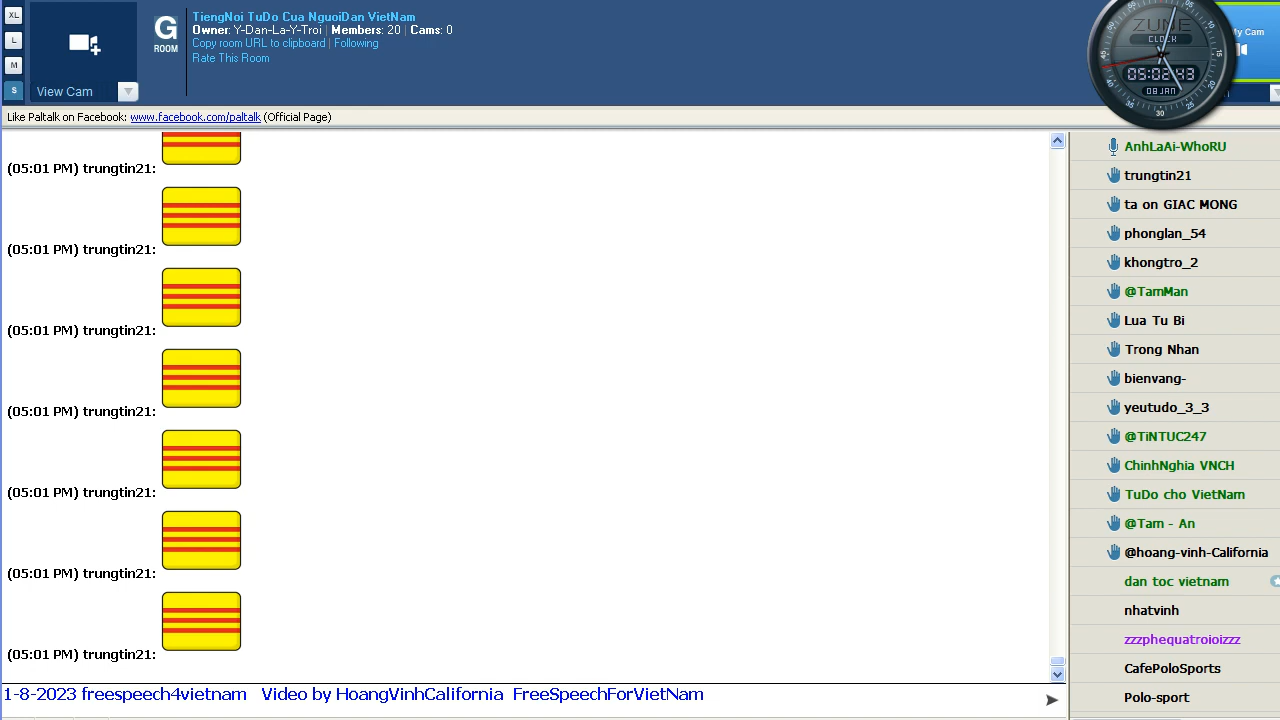 XL
L
M
S
View Cam
G
ROOM
TiengNoi TuDo Cua NguoiDan VietNam
Owner: Y-Dan-La-Y-Troi | Members: 20 | Cams: 0
Copy room URL to clipboard | Following
Rate This Room
ZUNE
CLOCK
05:02 43
08 JAN
My Cam
Like Paltalk on Facebook: www.facebook.com/paltalk (Official Page)
(05:01 PM) trungtin21:
(05:01 PM) trungtin21:
(05:01 PM) trungtin21:
(05:01 PM) trungtin21:
(05:01 PM) trungtin21:
(05:01 PM) trungtin21:
(05:01 PM) trungtin21:
AnhLaAi-WhoRU
trungtin21
ta on GIAC MONG
phonglan_54
khongtro_2
@TamMan
Lua Tu Bi
Trong Nhan
bienvang-
yeutudo_3_3
@TiNTUC247
ChinhNghia VNCH
TuDo cho VietNam
@Tam - An
@hoang-vinh-California
dan toc vietnam
nhatvinh
zzzphequatroioizzz
CafePoloSports
Polo-sport
1-8-2023 freespeech4vietnam Video by HoangVinhCalifornia FreeSpeechForVietNam